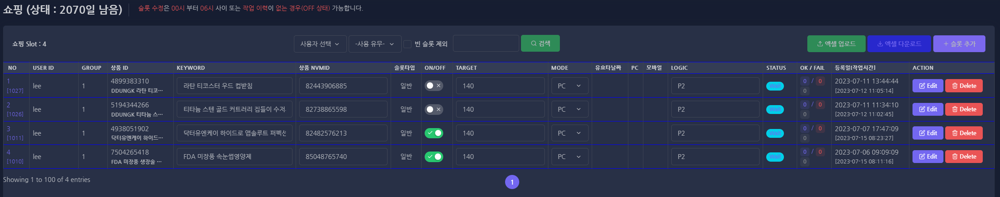 쇼핑 (상태 : 2070일 남음)
슬롯 수정은 00시 부터 06시 사이 또는 작업 이력이 없는 경우(OFF 상태) 가능합니다.
쇼핑 Slot : 4
사용자 선택 -사용 유무- 빈 슬롯 제외 검색 엑셀 업로드 엑셀 다운로드 + 슬롯 추가
NO USER ID GROUP 상품 ID KEYWORD 상품 NVMID 슬롯타입 ON/OFF TARGET MODE 유효타날짜 PC 모바일 LOGIC STATUS OK / FAIL 등록일[작업시간] ACTION
1 lee 1 4899383310 라탄 티코스터 우드 컵받침 82443906885 일반 140 PC P2 Wait 0 / 0 2023-07-11 13:44:44 Edit Delete
[1027] DDUNGK 라탄 티코... 0 [2023-07-12 11:05:14]
2 lee 1 5194344266 티타늄 스텐 골드 커트러리 집들이 수저. 82738865598 일반 140 PC P2 Wait 0 / 0 2023-07-11 11:34:10 Edit Delete
[1026] DDUNGK 티타늄 스... 0 [2023-07-12 11:02:45]
3 lee 1 4938051902 닥터유엔케이 하이드로 앱솔루트 퍼펙션 82482576213 일반 140 PC P2 Wait 0 / 0 2023-07-07 17:47:09 Edit Delete
[1011] 닥터유엔케이 하이드... 0 [2023-07-15 08:23:27]
4 lee 1 7504265418 FDA 미장풍 속눈썹영양제 85048765740 일반 140 PC P2 Wait 0 / 0 2023-07-06 09:09:09 Edit Delete
[1010] FDA 미장풍 생장술 ... 0 [2023-07-15 08:11:16]
Showing 1 to 100 of 4 entries
1